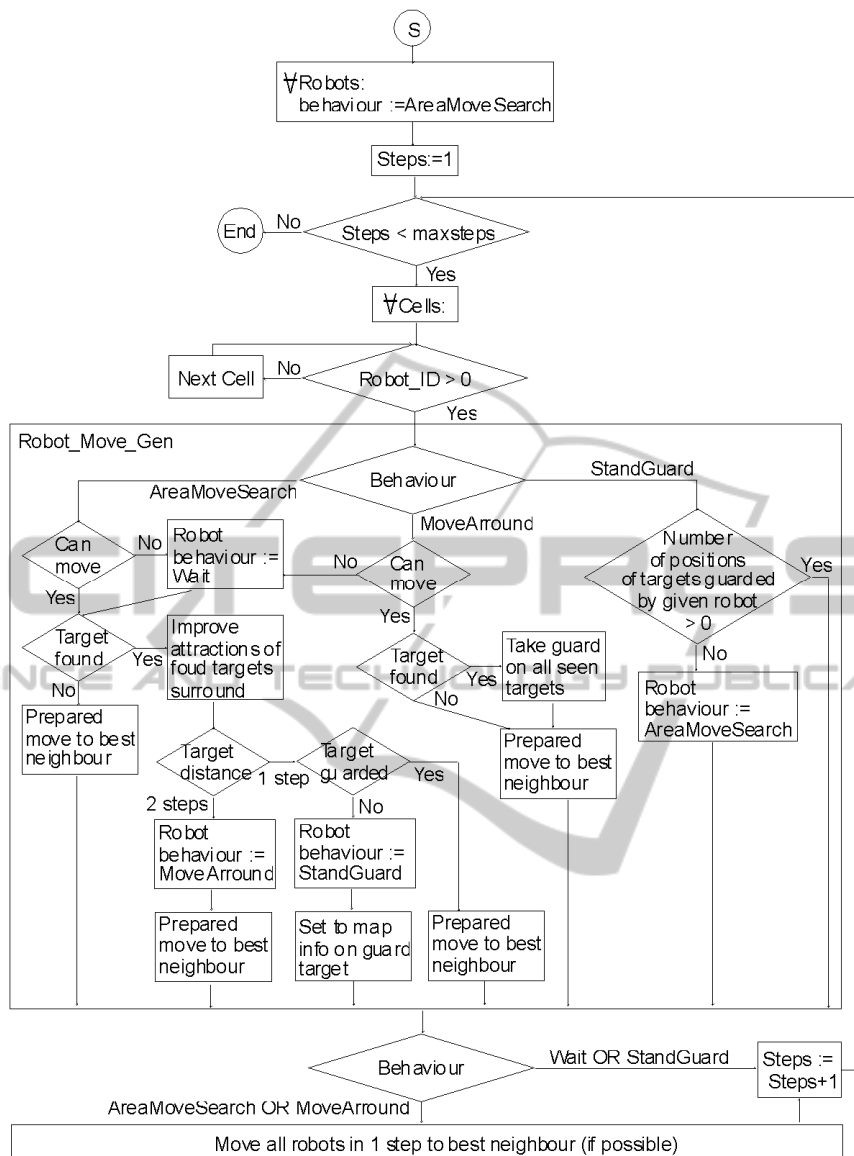 S
∀Robots:
behaviour :=AreaMoveSearch
Steps:=1
Steps < maxsteps
No
End
Yes
∀Cells:
Robot_ID > 0
No
Next Cell
Yes
Robot_Move_Gen
Behaviour
AreaMoveSearch
MoveArround
StandGuard
Can
move
No
Robot
behaviour :=
Wait
Yes
No
Can
move
Yes
Number
of positions
of targets guarded
by given robot
> 0
Yes
No
Target
found
Yes
Improve
attractions of
foud targets
surround
No
Prepared
move to best
neighbour
Target
found
Yes
Take guard
on all seen
targets
No
Prepared
move to best
neighbour
Robot
behaviour :=
AreaMoveSearch
Target
distance
1 step
Target
guarded
Yes
2 steps
No
Robot
behaviour :=
MoveArround
Robot
behaviour :=
StandGuard
Prepared
move to best
neighbour
Set to map
info on guard
target
Prepared
move to best
neighbour
Behaviour
Wait OR StandGuard
Steps :=
Steps+1
AreaMoveSearch OR MoveArround
Move all robots in 1 step to best neighbour (if possible)
CITEPRES
NCE AND TECHNOLOGY PUBLICA